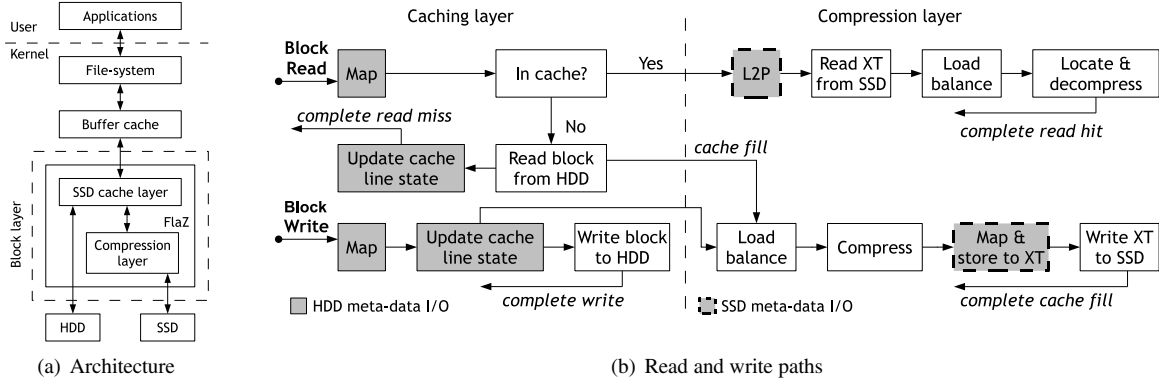 Applications
User
Kernel
File-system
Buffer cache
Block layer
SSD cache layer
FlaZ
Compression
layer
HDD
SSD
(a) Architecture
Caching layer
Compression layer
Block
Read
Map
In cache?
Yes
L2P
Read XT
from SSD
Load
balance
Locate &
decompress
complete read miss
No
complete read hit
Update cache
line state
Read block
from HDD
cache fill
Block
Write
Map
Update cache
line state
Write block
to HDD
Load
balance
Compress
Map &
store to XT
Write XT
to SSD
complete write
complete cache fill
HDD meta-data I/O
SSD meta-data I/O
(b) Read and write paths